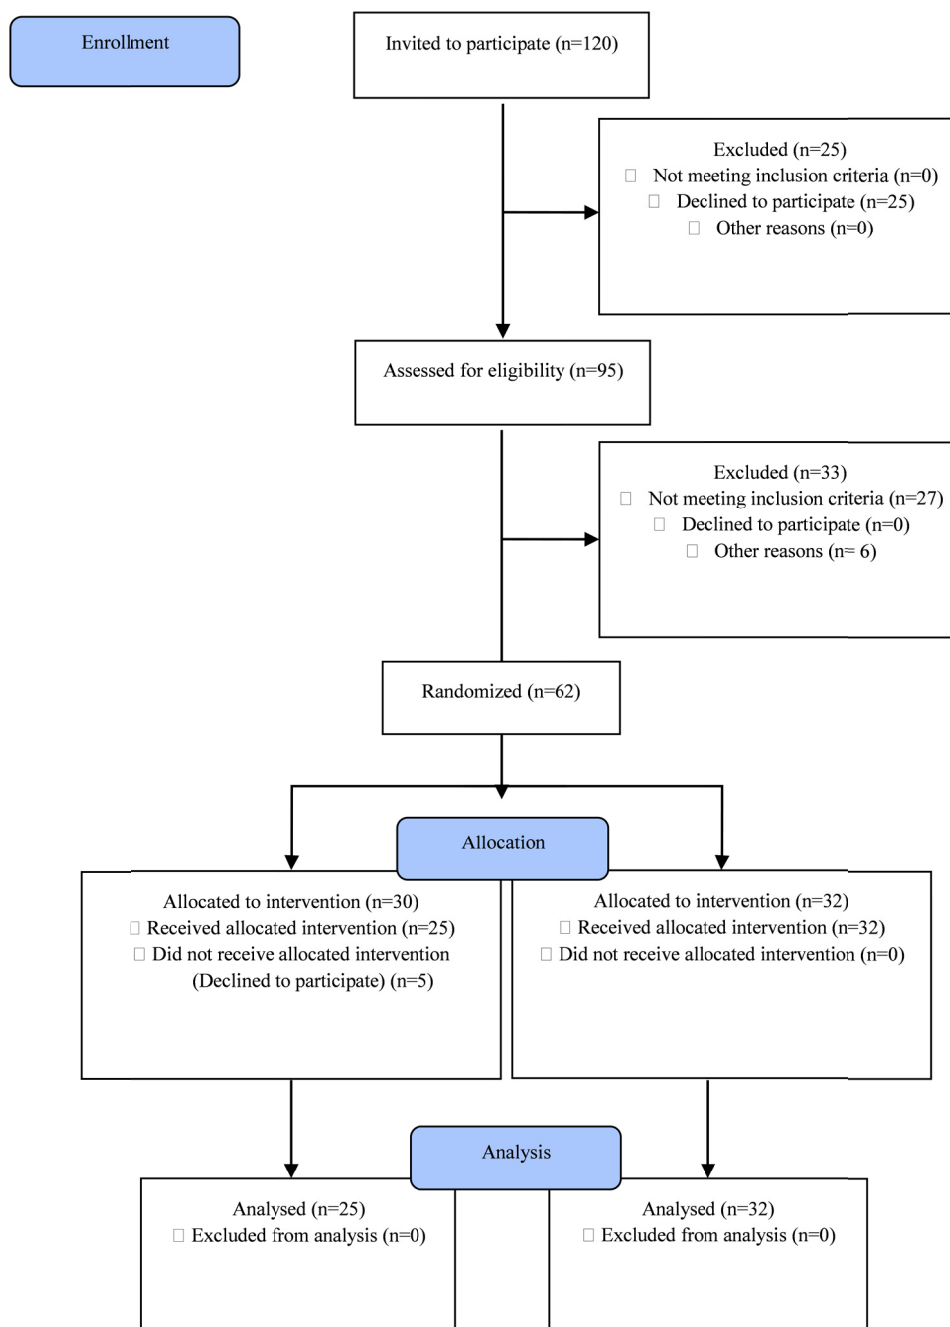 Enrollment
Invited to participate (n=120)
Excluded (n=25)
□ Not meeting inclusion criteria (n=0)
□ Declined to participate (n=25)
□ Other reasons (n=0)
Assessed for eligibility (n=95)
Excluded (n=33)
□ Not meeting inclusion criteria (n=27)
□ Declined to participate (n=0)
□ Other reasons (n= 6)
Randomized (n=62)
Allocation
Allocated to intervention (n=30)
□ Received allocated intervention (n=25)
□ Did not receive allocated intervention
(Declined to participate) (n=5)
Allocated to intervention (n=32)
□ Received allocated intervention (n=32)
□ Did not receive allocated intervention (n=0)
Analysis
Analysed (n=25)
□ Excluded from analysis (n=0)
Analysed (n=32)
□ Excluded from analysis (n=0)